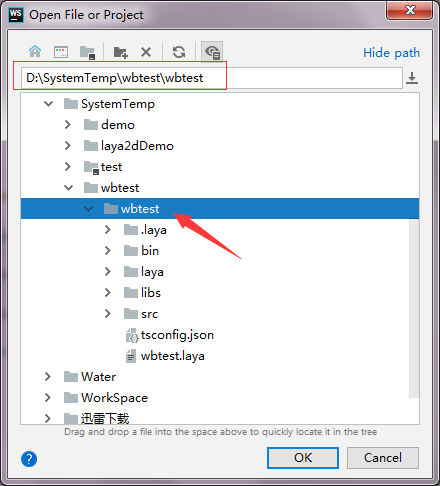 WS Open File or Project
Hide path
D:\SystemTemp\wbtest\wbtest
SystemTemp
demo
laya2dDemo
test
wbtest
wbtest
.laya
bin
laya
libs
src
tsconfig.json
wbtest.laya
Water
WorkSpace
迅雷下载
Drag and drop a file into the space above to quickly locate it in the tree
? OK Cancel